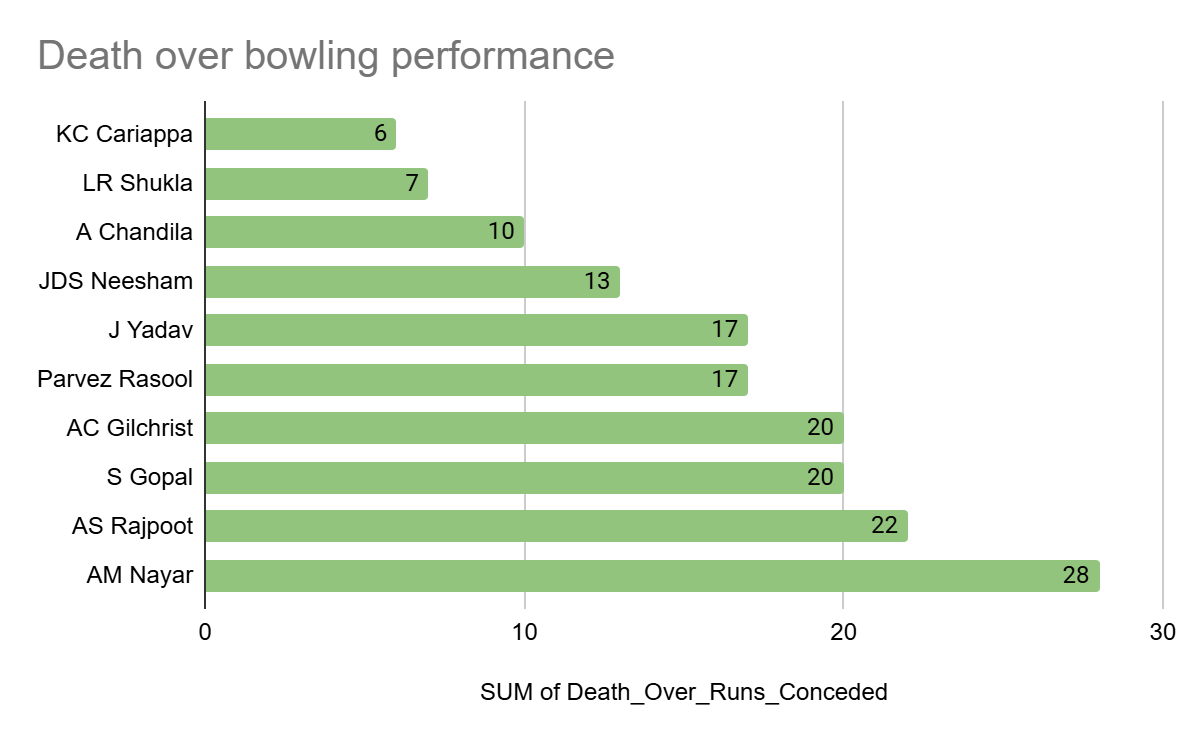 Death over bowling performance
KC Cariappa 6
LR Shukla 7
A Chandila 10
JDS Neesham 13
J Yadav 17
Parvez Rasool 17
AC Gilchrist 20
S Gopal 20
AS Rajpoot 22
AM Nayar 28
0 10 20 30
SUM of Death_Over_Runs_Conceded